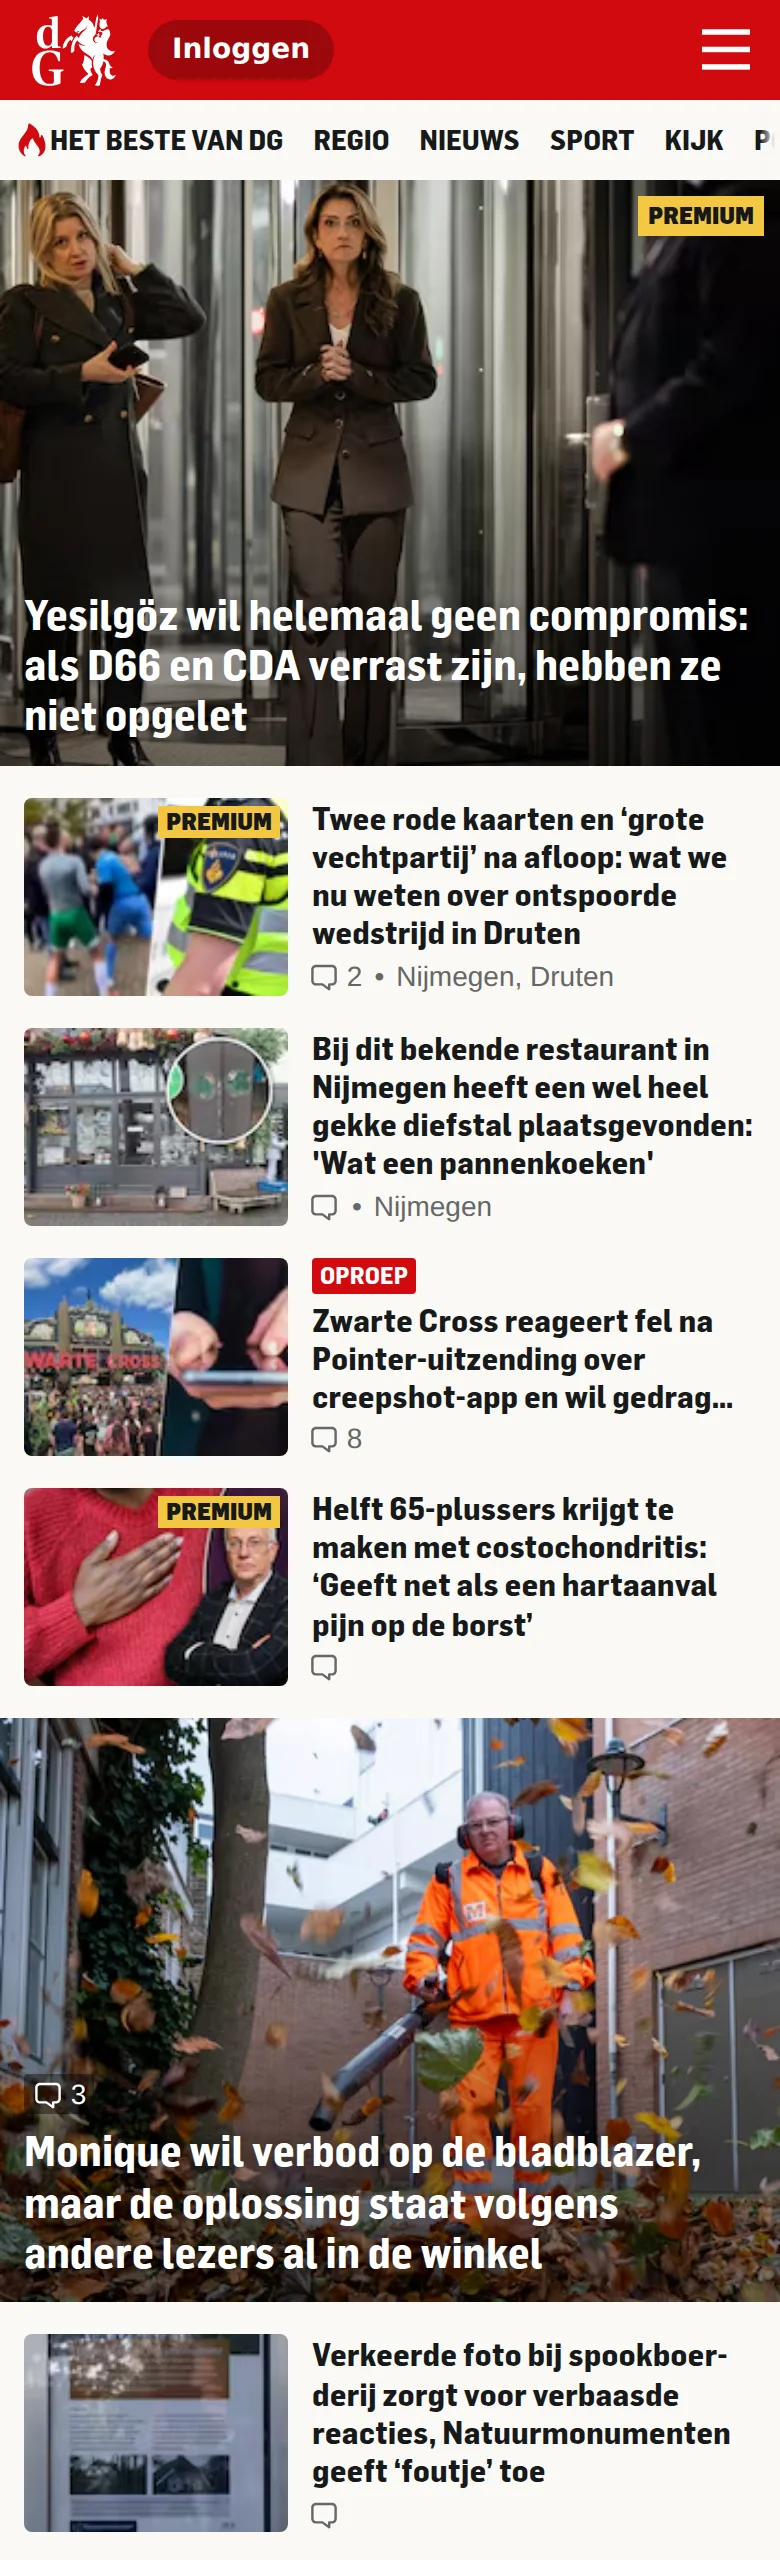 dG
Inloggen
HET BESTE VAN DG REGIO NIEUWS SPORT KIJK
PREMIUM
Yesilgöz wil helemaal geen compromis:
als D66 en CDA verrast zijn, hebben ze
niet opgelet
PREMIUM
Twee rode kaarten en ‘grote
vechtpartij’ na afloop: wat we
nu weten over ontspoorde
wedstrijd in Druten
2 • Nijmegen, Druten
Bij dit bekende restaurant in
Nijmegen heeft een wel heel
gekke diefstal plaatsgevonden:
'Wat een pannenkoeken'
• Nijmegen
WARTE CROSS
OPROEP
Zwarte Cross reageert fel na
Pointer-uitzending over
creepshot-app en wil gedrag...
8
PREMIUM
Helft 65-plussers krijgt te
maken met costochondritis:
‘Geeft net als een hartaanval
pijn op de borst’
3
Monique wil verbod op de bladblazer,
maar de oplossing staat volgens
andere lezers al in de winkel
Verkeerde foto bij spookboer-
derij zorgt voor verbaasde
reacties, Natuurmonumenten
geeft ‘foutje’ toe